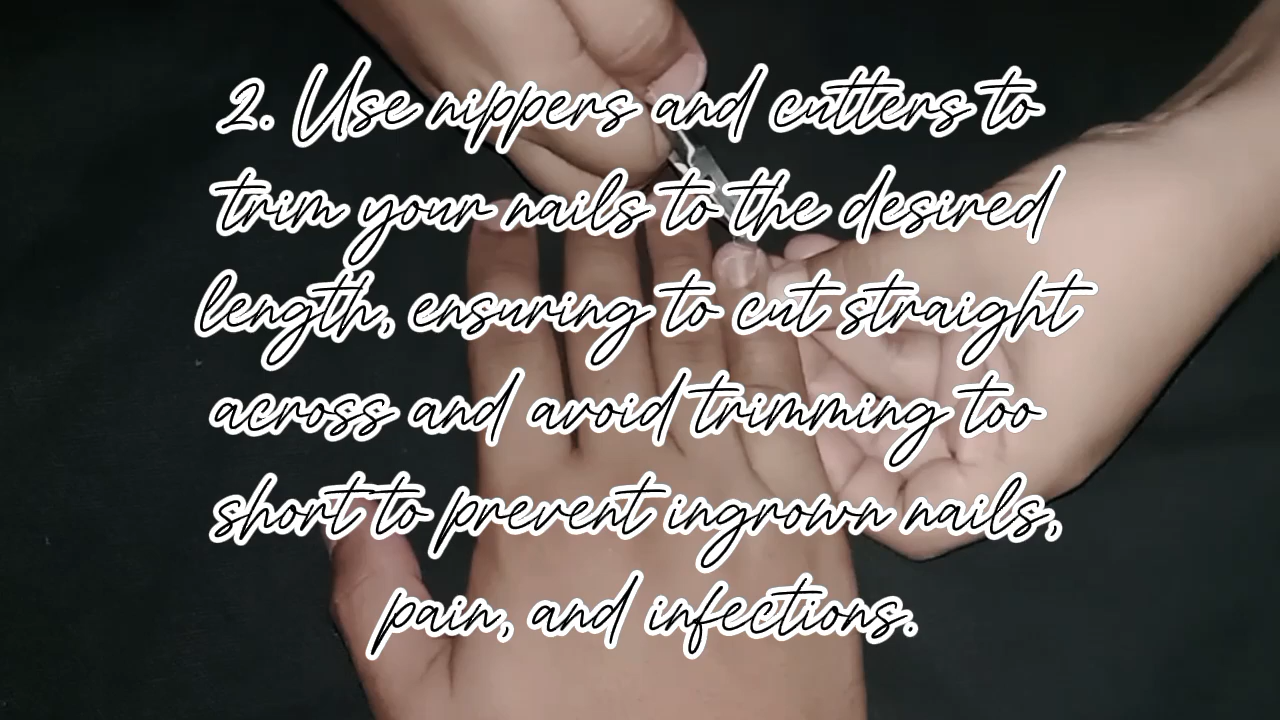 2. Use nippers and cutters to
trim your nails to the desired
length, ensuring to cut straight
across and avoid trimming too
short to prevent ingrown nails,
pain, and infections.